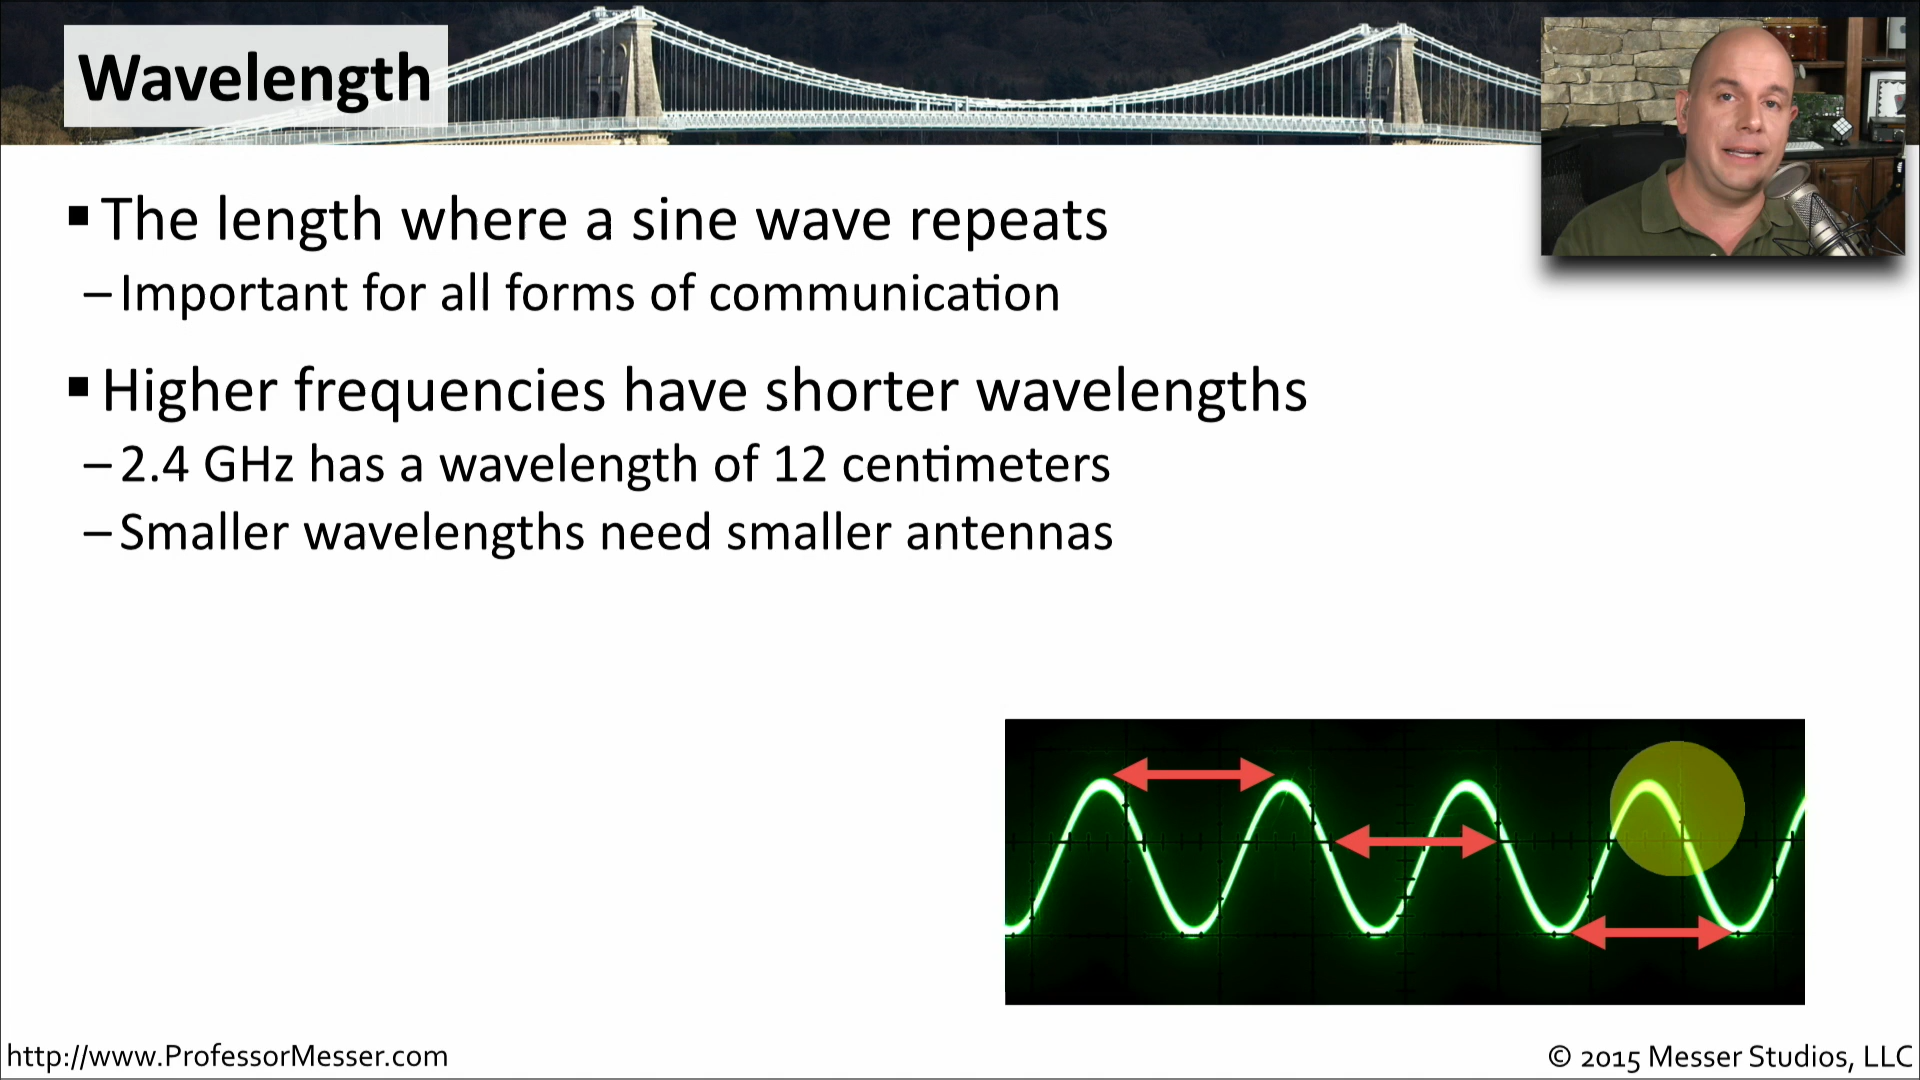 Wavelength
▪ The length where a sine wave repeats
– Important for all forms of communication
▪ Higher frequencies have shorter wavelengths
– 2.4 GHz has a wavelength of 12 centimeters
– Smaller wavelengths need smaller antennas
http://www.ProfessorMesser.com
© 2015 Messer Studios, LLC